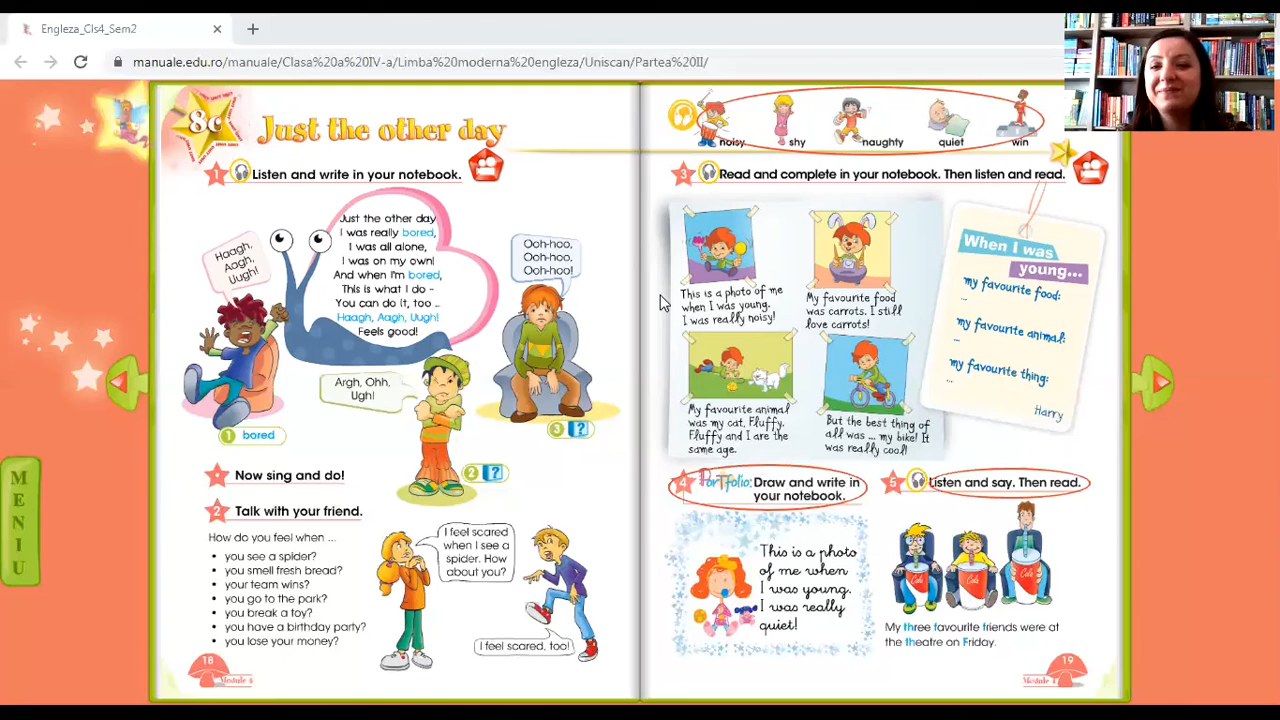 Engleza_Cls4_Sem2
manuale.edu.ro/manuale/Clasa%20a%20IV-a/Limba%20moderna%20engleza/Uniscan/Partea%20II/
8c
Just the other day
1 Listen and write in your notebook.
Haagh,
Aagh,
Uugh!
Just the other day
I was really bored,
I was all alone,
I was on my own!
And when I'm bored,
This is what I do -
You can do it, too ...
Haagh, Aagh, Uugh!
Feels good!
Ooh-hoo,
Ooh-hoo,
Ooh-hoo!
Argh, Ohh,
Ugh!
1 bored
2 ?
3 ?
Now sing and do!
2 Talk with your friend.
How do you feel when ...
• you see a spider?
• you smell fresh bread?
• your team wins?
• you go to the park?
• you break a toy?
• you have a birthday party?
• you lose your money?
I feel scared
when I see a
spider. How
about you?
I feel scared, too!
18
MENIU
noisy
shy
naughty
quiet
win
3 Read and complete in your notebook. Then listen and read.
This is a photo of me
when I was young.
I was really noisy!
My favourite food
was carrots. I still
love carrots!
My favourite animal
was my cat, Fluffy.
Fluffy and I are the
same age.
But the best thing of
all was ... my bike! It
was really cool!
When I was
young...
my favourite food:
...
my favourite animal:
...
my favourite thing:
...
Harry
4 Portfolio: Draw and write in
your notebook.
This is a photo
of me when
I was young.
I was really
quiet!
5 Listen and say. Then read.
Cola
Cola
Cola
My three favourite friends were at
the theatre on Friday.
19